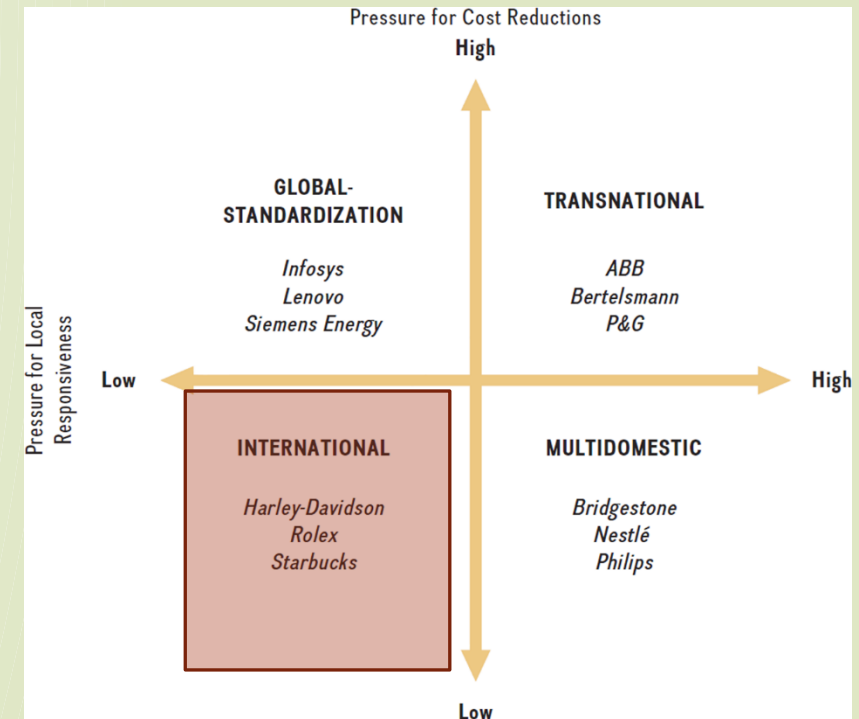 Pressure for Cost Reductions
High
GLOBAL-
STANDARDIZATION
Infosys
Lenovo
Siemens Energy
TRANSNATIONAL
ABB
Bertelsmann
P&G
Pressure for Local
Responsiveness
Low
High
INTERNATIONAL
Harley-Davidson
Rolex
Starbucks
MULTIDOMESTIC
Bridgestone
Nestlé
Philips
Low